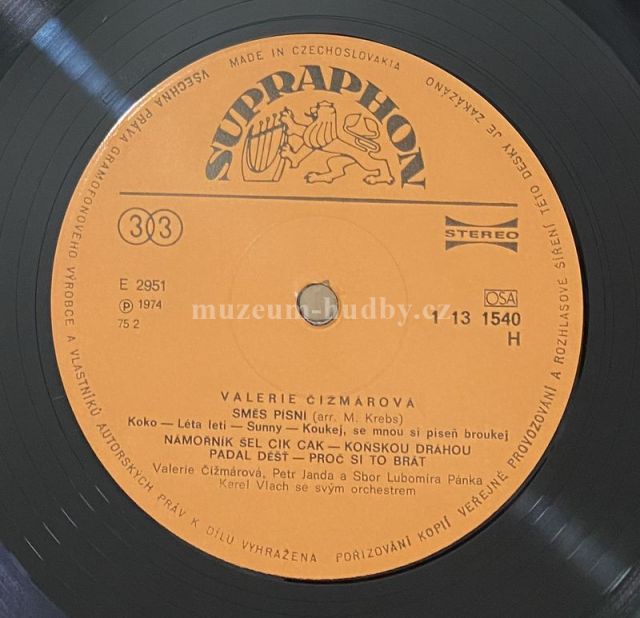 MADE IN CZECHOSLOVAKIA
SUPRAPHON
33
STEREO
E 2951
℗ 1974
75 2
OSA
1 13 1540
H
muzeum-hudby.cz
VALERIE ČIŽMÁROVÁ
SMĚS PÍSNÍ (arr. M. Krebs)
Koko — Léta letí — Sunny — Koukej, se mnou si píseň broukej
NÁMOŘNÍK ŠEL CIK CAK — KOŇSKOU DRÁHOU
PADAL DÉŠŤ — PROČ SI TO BRÁT
Valerie Čižmárová, Petr Janda a Sbor Lubomíra Pánka
Karel Vlach se svým orchestrem
VŠECHNA PRÁVA GRAMOFONOVÉHO VÝROBCE A VLASTNÍKŮ AUTORSKÝCH PRÁV K DÍLU VYHRAŽENA
POŘIZOVÁNÍ KOPIÍ VEŘEJNÉ PROVOZOVÁNÍ A ROZHLASOVÉ ŠÍŘENÍ TÉTO DESKY JE ZAKÁZÁNO